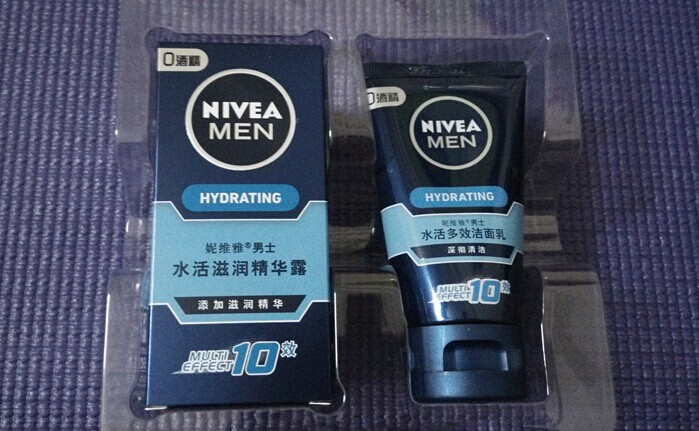 0酒精
NIVEA
MEN
HYDRATING
妮维雅®男士
水活滋润精华露
添加滋润精华
MULTI
EFFECT 10效
0酒精
NIVEA
MEN
HYDRATING
妮维雅®男士
水活多效洁面乳
深彻清洁
MULTI
EFFECT 10效